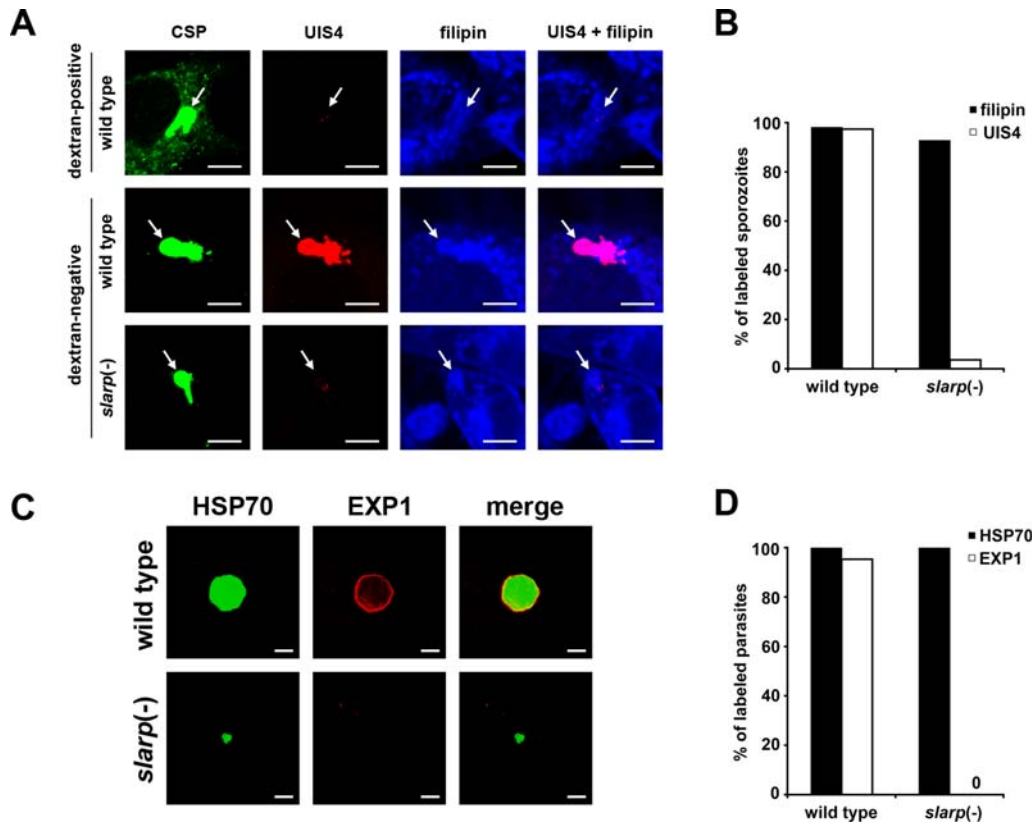 A
CSP UIS4 filipin UIS4 + filipin
dextran-positive
wild type
dextran-negative
wild type
slarp(-)
B
filipin
UIS4
% of labeled sporozoites
100
80
60
40
20
0
wild type slarp(-)
C
HSP70 EXP1 merge
wild type
slarp(-)
D
HSP70
EXP1
% of labeled parasites
100
80
60
40
20
0
0
wild type slarp(-)